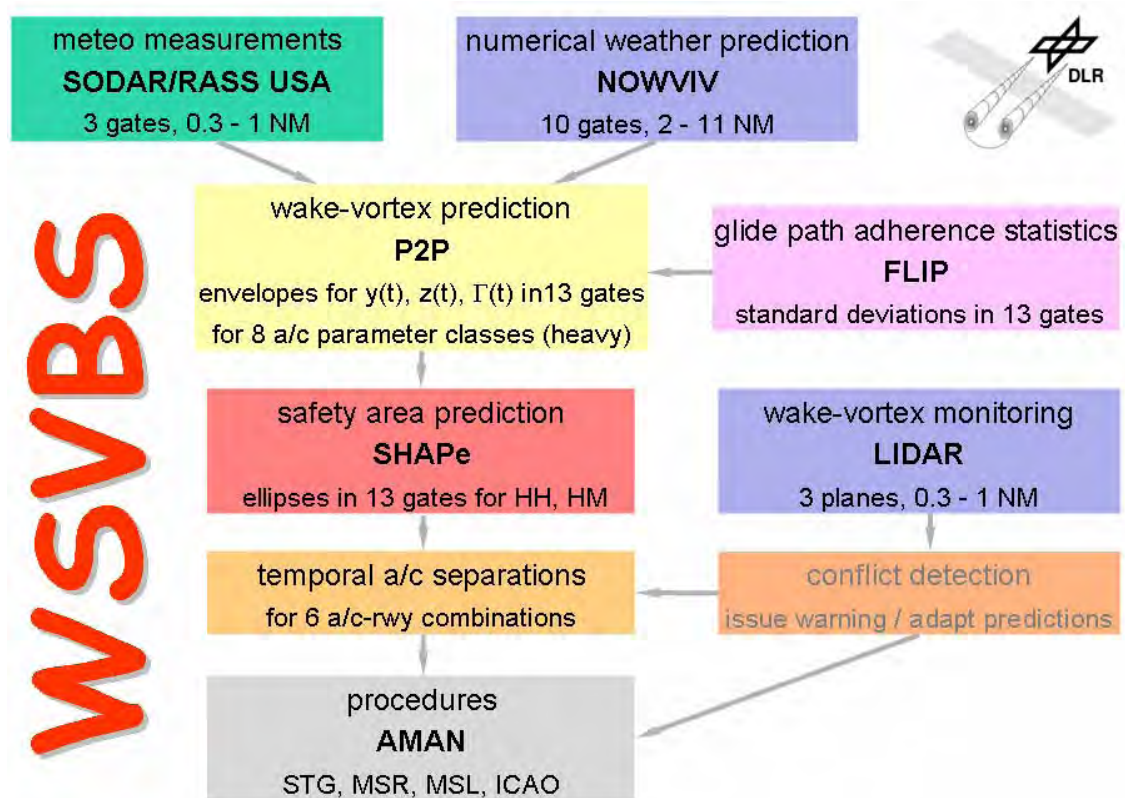 meteo measurements
SODAR/RASS USA
3 gates, 0.3 - 1 NM
numerical weather prediction
NOWVIV
10 gates, 2 - 11 NM
DLR
WSVBS
wake-vortex prediction
P2P
envelopes for y(t), z(t), Γ(t) in13 gates
for 8 a/c parameter classes (heavy)
glide path adherence statistics
FLIP
standard deviations in 13 gates
safety area prediction
SHAPe
ellipses in 13 gates for HH, HM
wake-vortex monitoring
LIDAR
3 planes, 0.3 - 1 NM
temporal a/c separations
for 6 a/c-rwy combinations
conflict detection
issue warning / adapt predictions
procedures
AMAN
STG, MSR, MSL, ICAO